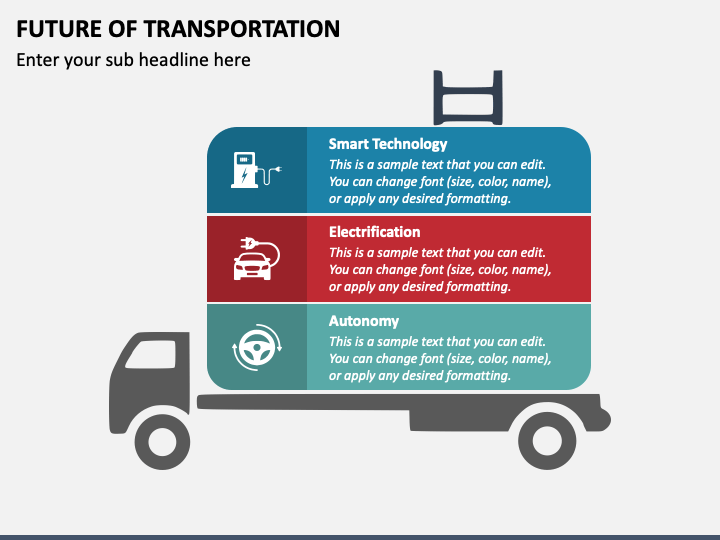 FUTURE OF TRANSPORTATION
Enter your sub headline here
Smart Technology
This is a sample text that you can edit.
You can change font (size, color, name),
or apply any desired formatting.
Electrification
This is a sample text that you can edit.
You can change font (size, color, name),
or apply any desired formatting.
Autonomy
This is a sample text that you can edit.
You can change font (size, color, name),
or apply any desired formatting.